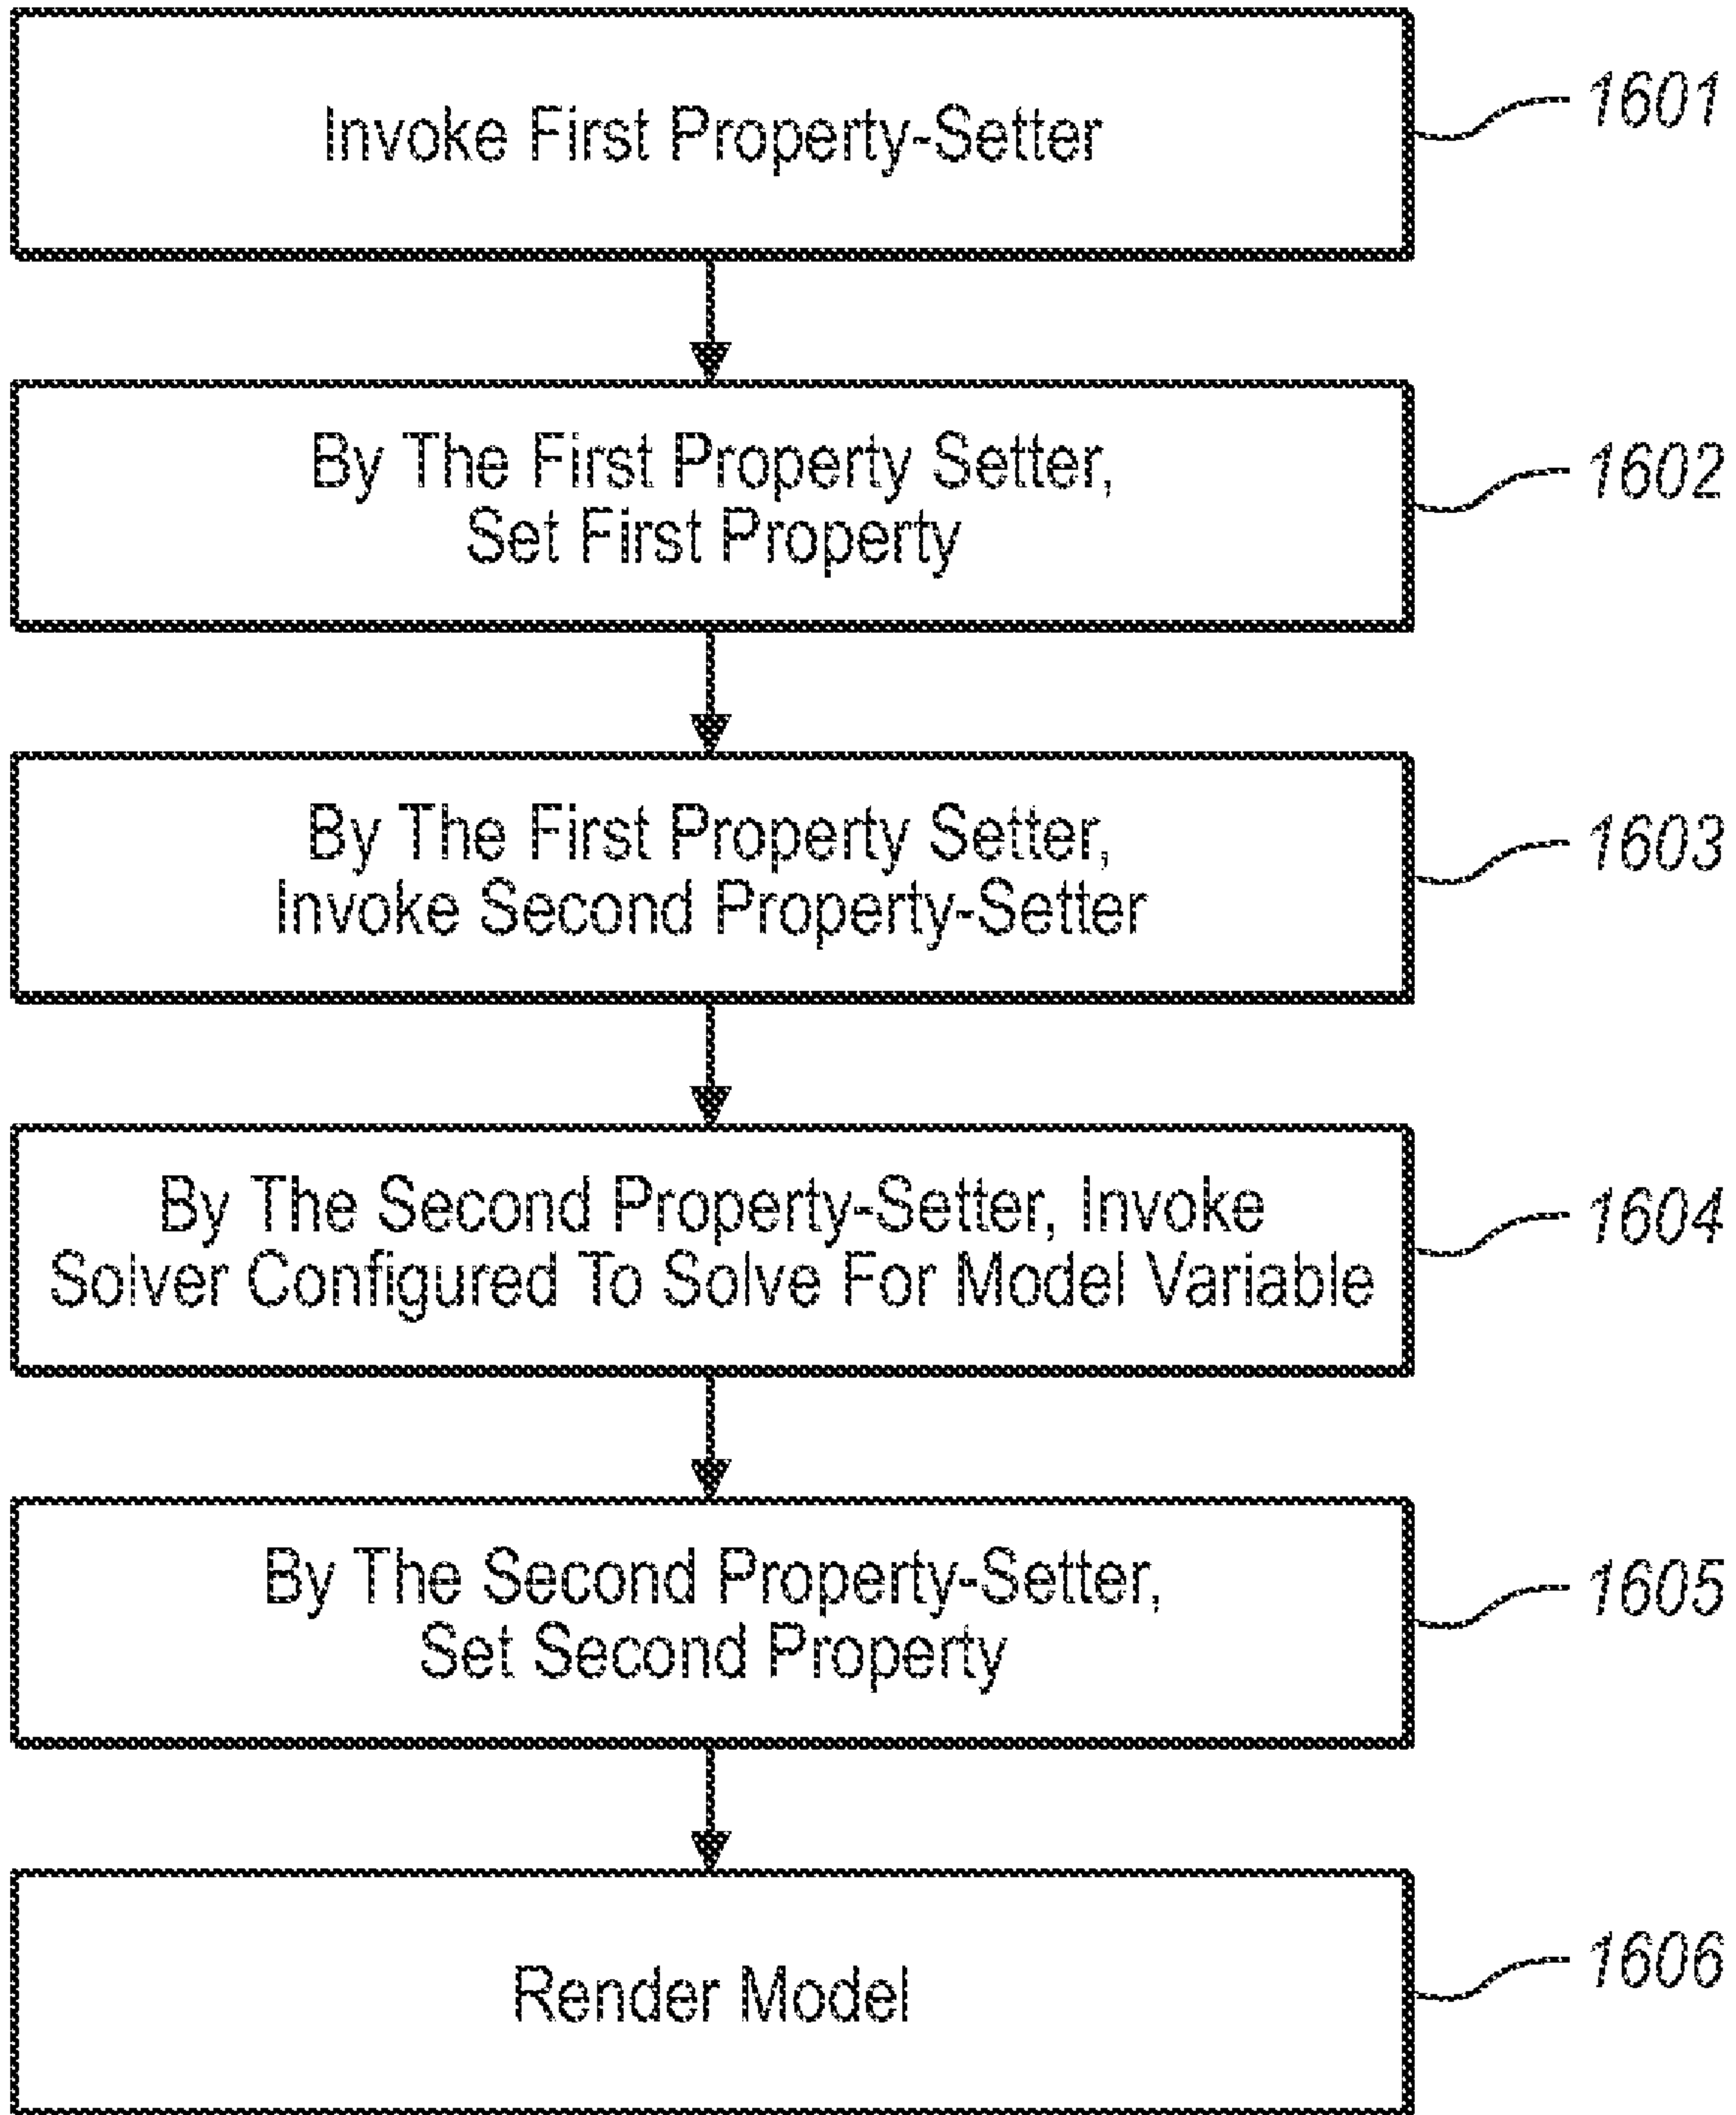 Invoke First Property-Setter
1601
By The First Property Setter,
Set First Property
1602
By The First Property Setter,
Invoke Second Property-Setter
1603
By The Second Property-Setter, Invoke
Solver Configured To Solve For Model Variable
1604
By The Second Property-Setter,
Set Second Property
1605
Render Model
1606